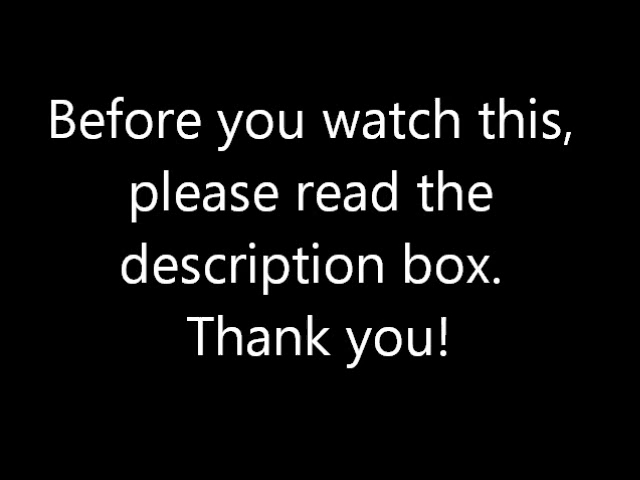 Before you watch this,
please read the
description box.
Thank you!